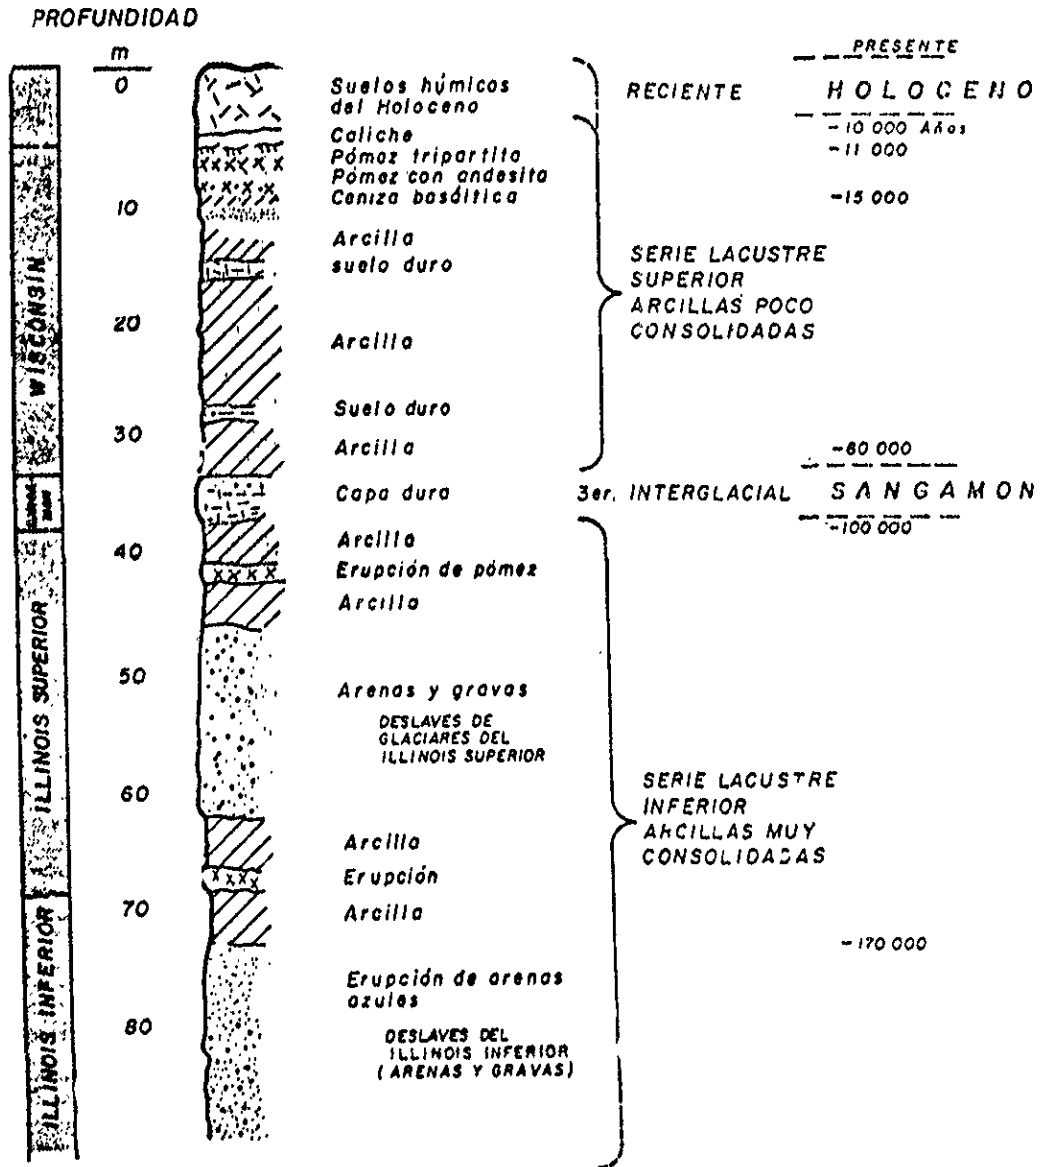 PROFUNDIDAD
m
0
10
20
30
40
50
60
70
80
WISCONSIN
ILLINOIS SUPERIOR
ILLINOIS INFERIOR
Suelos húmicos
del Holoceno
Caliche
Pómez tripartita
Pómez con andesita
Ceniza basáltica
Arcilla
suelo duro
Arcilla
Suelo duro
Arcilla
Capa dura
Arcilla
Erupción de pómez
Arcilla
Arenas y gravas
DESLAVES DE
GLACIARES DEL
ILLINOIS SUPERIOR
Arcilla
Erupción
Arcilla
Erupción de arenas
azules
DESLAVES DEL
ILLINOIS INFERIOR
(ARENAS Y GRAVAS)
RECIENTE
SERIE LACUSTRE
SUPERIOR
ARCILLAS POCO
CONSOLIDADAS
3er. INTERGLACIAL
SERIE LACUSTRE
INFERIOR
ARCILLAS MUY
CONSOLIDADAS
PRESENTE
HOLOCENO
-10 000 Años
-11 000
-15 000
-80 000
SANGAMON
-100 000
-170 000